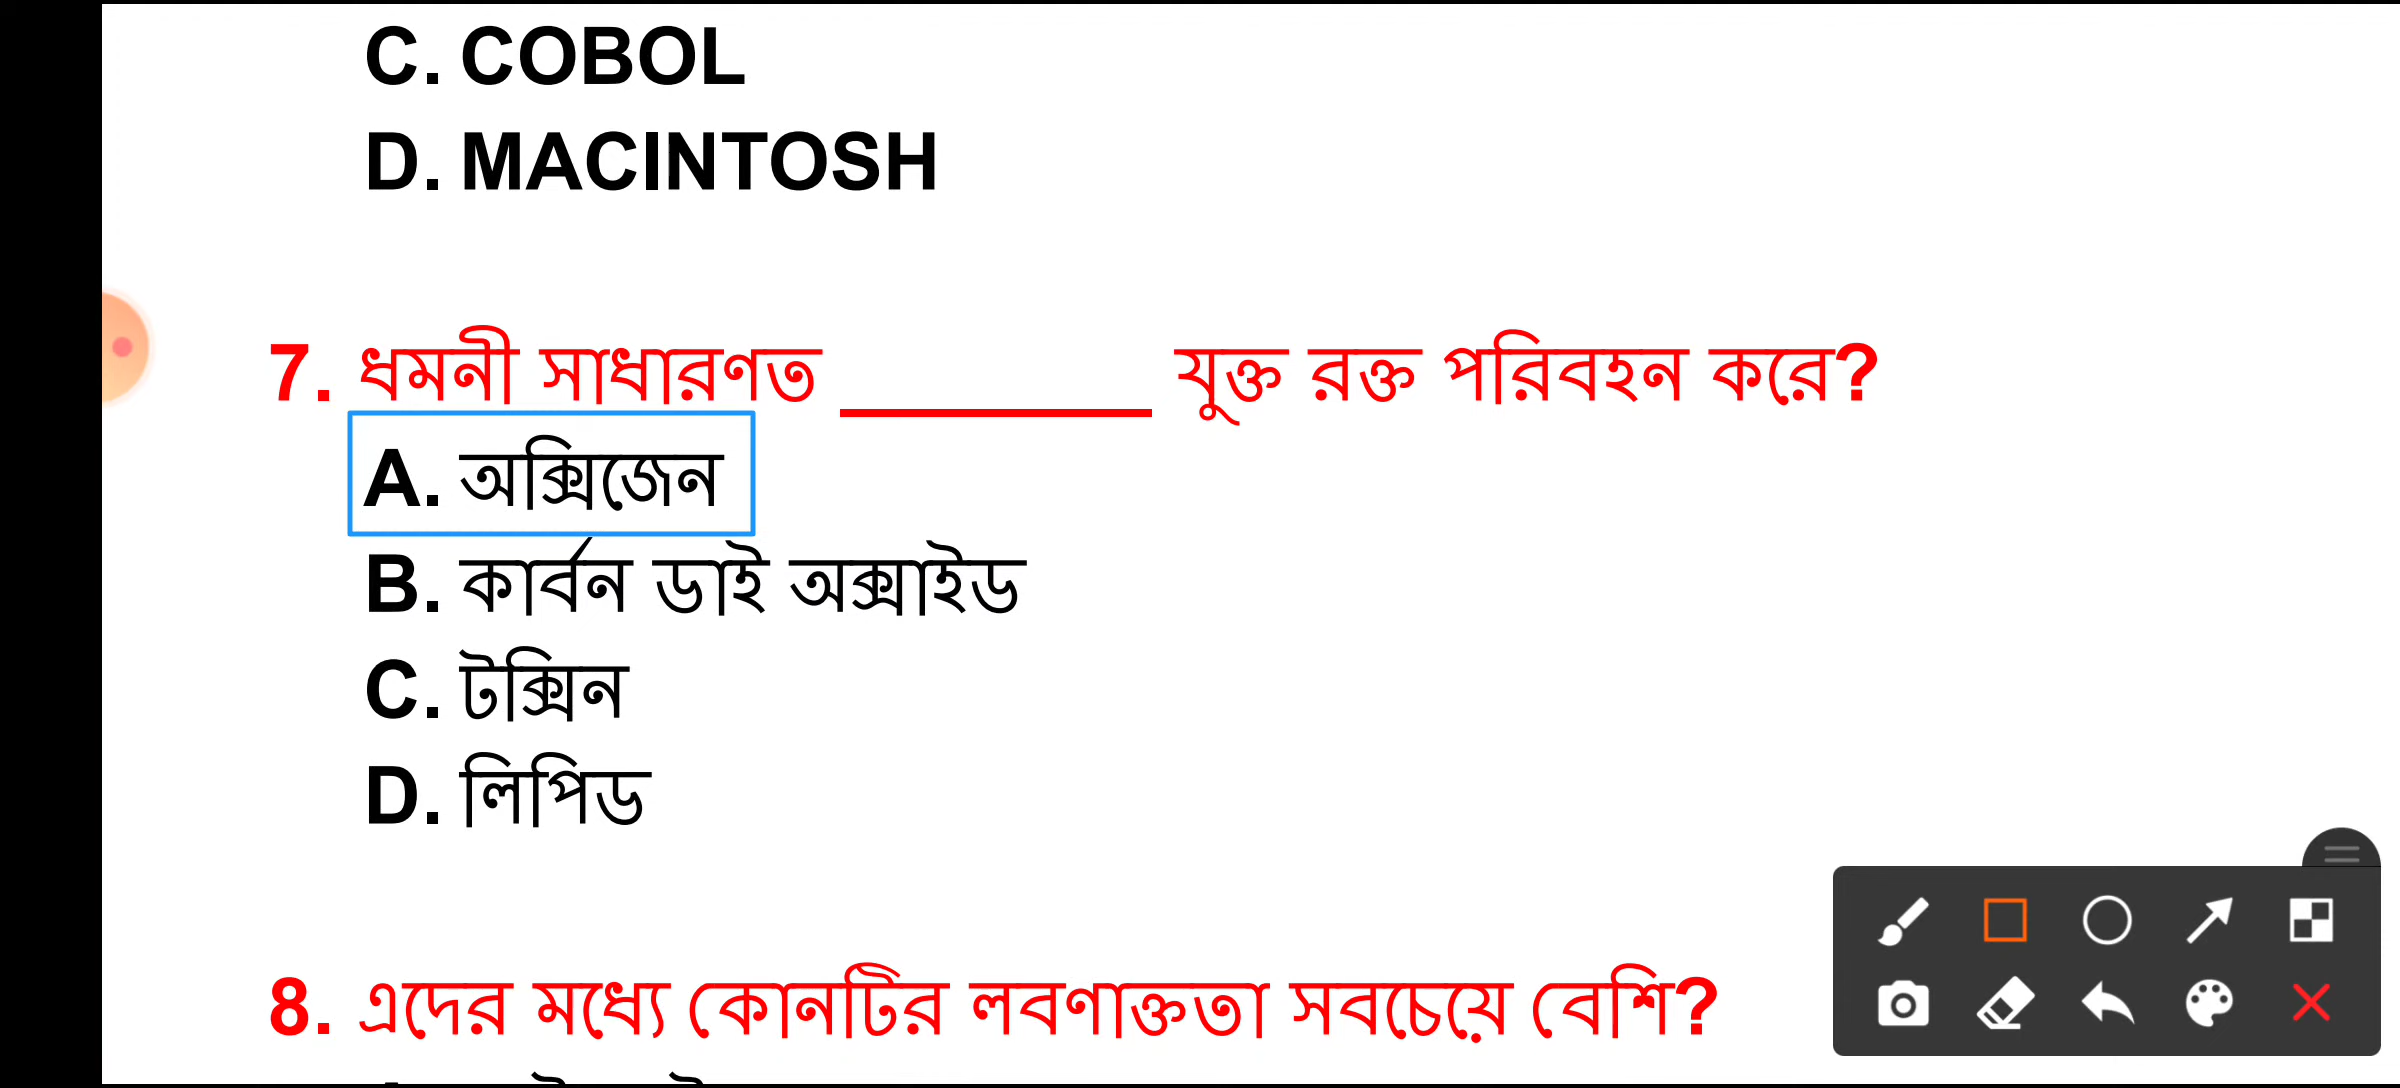 C. COBOL
D. MACINTOSH
7. ধমনী সাধারণত _________ যুক্ত রক্ত পরিবহন করে?
A. অক্সিজেন
B. কার্বন ডাই অক্সাইড
C. টক্সিন
D. লিপিড
8. এদের মধ্যে কোনটির লবণাক্ততা সবচেয়ে বেশি?